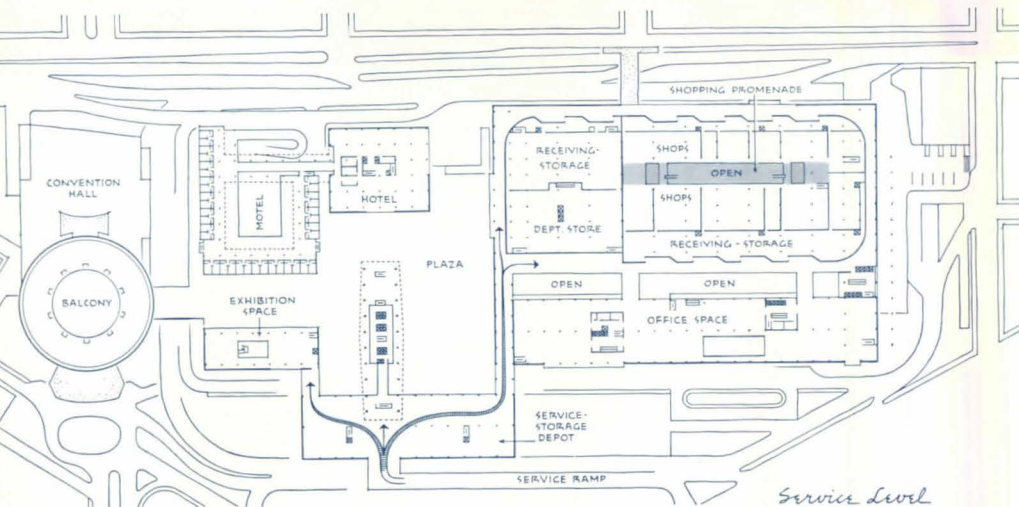 SHOPPING PROMENADE
RECEIVING-
STORAGE
SHOPS
OPEN
SHOPS
CONVENTION
HALL
MOTEL
HOTEL
DEPT. STORE
RECEIVING-STORAGE
PLAZA
BALCONY
EXHIBITION
SPACE
OPEN
OPEN
OFFICE SPACE
SERVICE-
STORAGE
DEPOT
SERVICE RAMP
Service Level